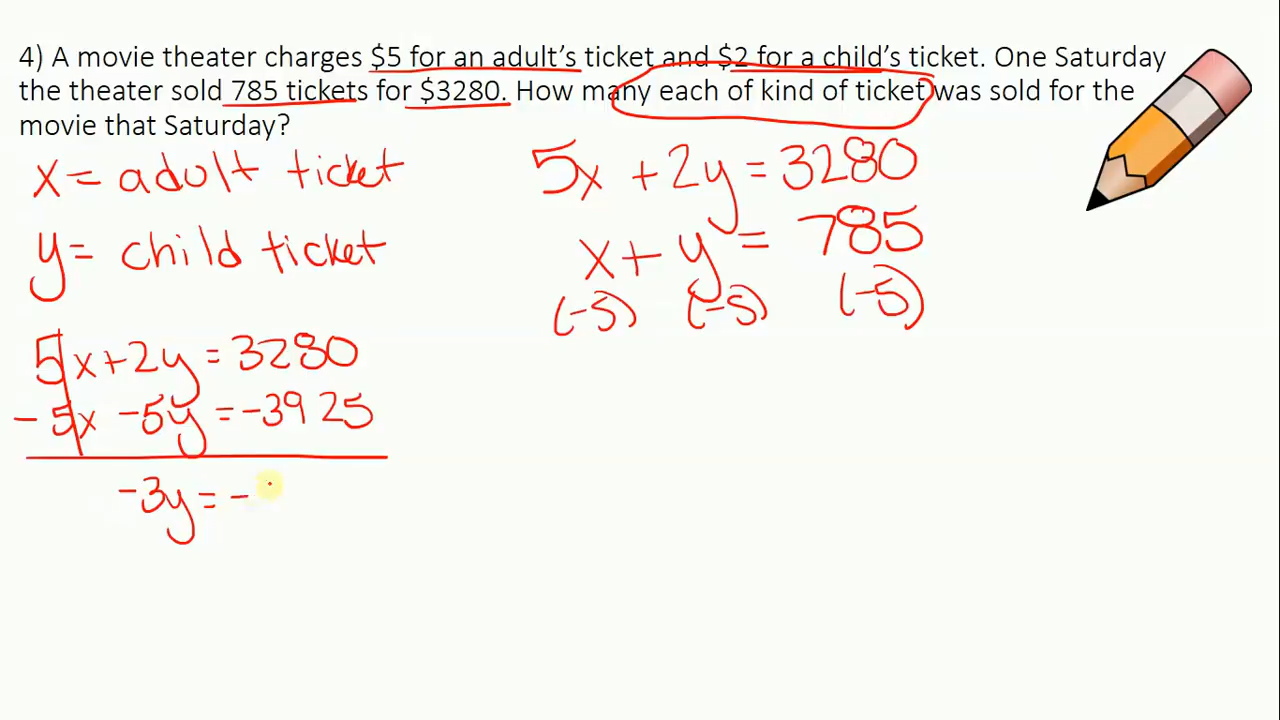 4) A movie theater charges $5 for an adult's ticket and $2 for a child's ticket. One Saturday
the theater sold 785 tickets for $3280. How many each of kind of ticket was sold for the
movie that Saturday?
x = adult ticket
5x + 2y = 3280
y = child ticket
x + y = 785
(-5) (-5) (-5)
5x + 2y = 3280
- 5x - 5y = -3925
-3y = -